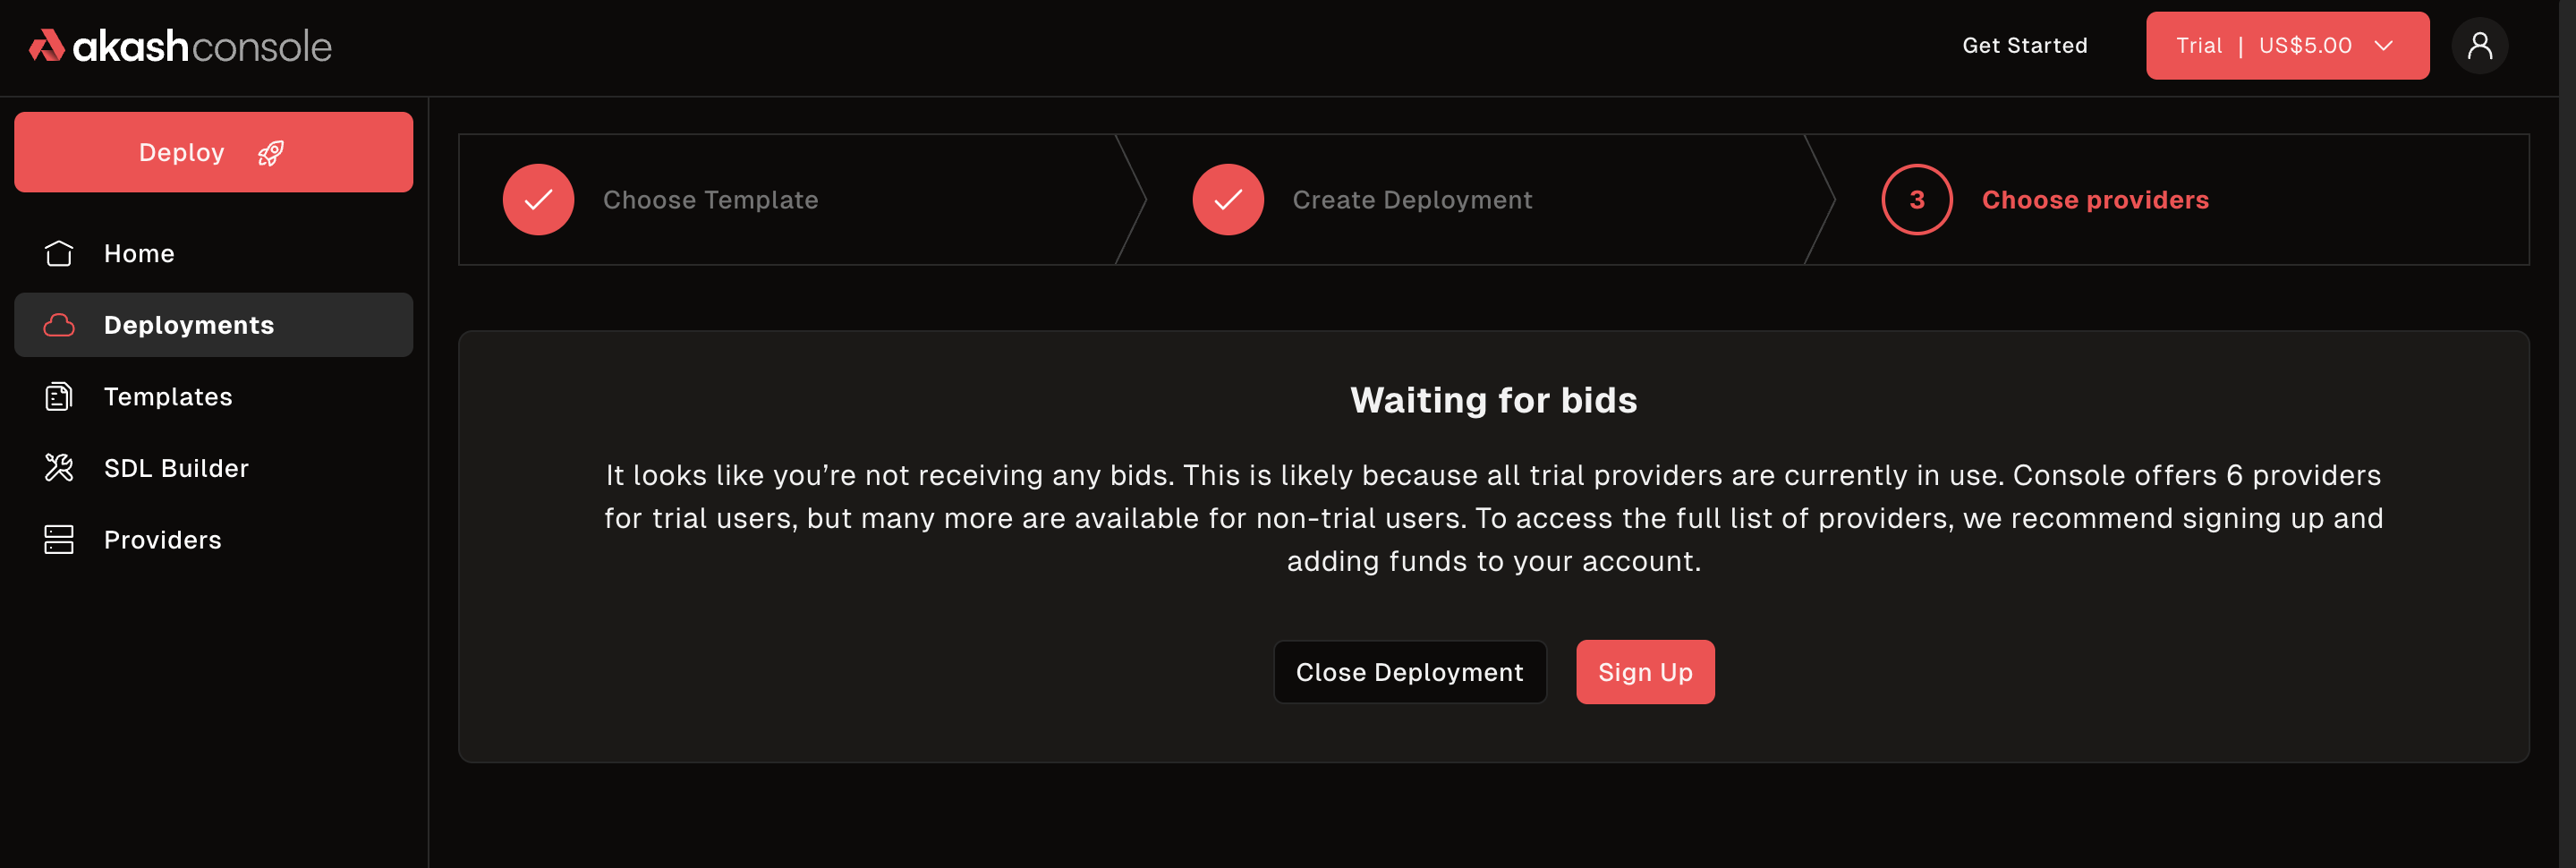 akashconsole
Get Started
Trial | US$5.00
Deploy
Home
Deployments
Templates
SDL Builder
Providers
Choose Template
Create Deployment
3 Choose providers
Waiting for bids
It looks like you’re not receiving any bids. This is likely because all trial providers are currently in use. Console offers 6 providers
for trial users, but many more are available for non-trial users. To access the full list of providers, we recommend signing up and
adding funds to your account.
Close Deployment
Sign Up